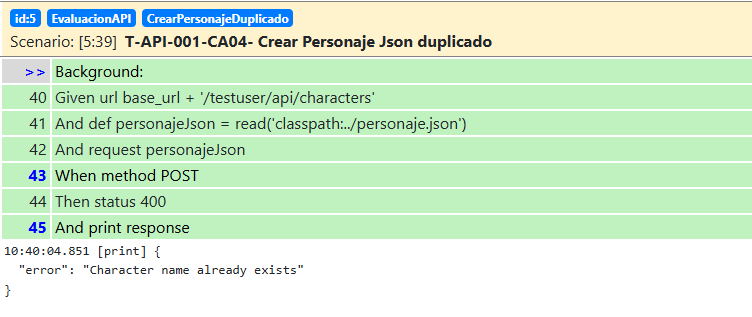 id:5 EvaluacionAPI CrearPersonajeDuplicado
Scenario: [5:39] T-API-001-CA04- Crear Personaje Json duplicado
>> Background:
40 Given url base_url + '/testuser/api/characters'
41 And def personajeJson = read('classpath:../personaje.json')
42 And request personajeJson
43 When method POST
44 Then status 400
45 And print response
10:40:04.851 [print] {
  "error": "Character name already exists"
}